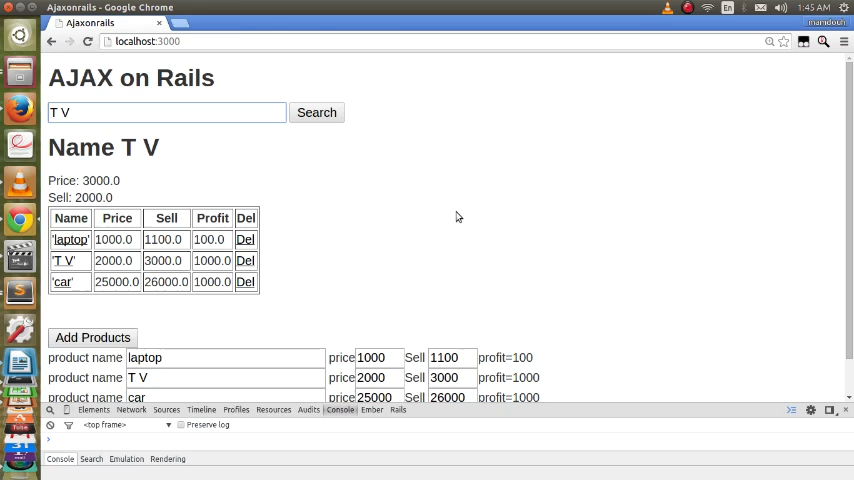 Ajaxonrails - Google Chrome
En
1:45 AM
Ajaxonrails
mamdouh
localhost:3000
AJAX on Rails
T V
Search
Name T V
Price: 3000.0
Sell: 2000.0
Name Price Sell Profit Del
'laptop' 1000.0 1100.0 100.0 Del
'T V' 2000.0 3000.0 1000.0 Del
'car' 25000.0 26000.0 1000.0 Del
Add Products
product name laptop price 1000 Sell 1100 profit=100
product name T V price 2000 Sell 3000 profit=1000
product name car price 25000 Sell 26000 profit=1000
Elements Network Sources Timeline Profiles Resources Audits Console Ember Rails
<top frame> Preserve log
>
Console Search Emulation Rendering